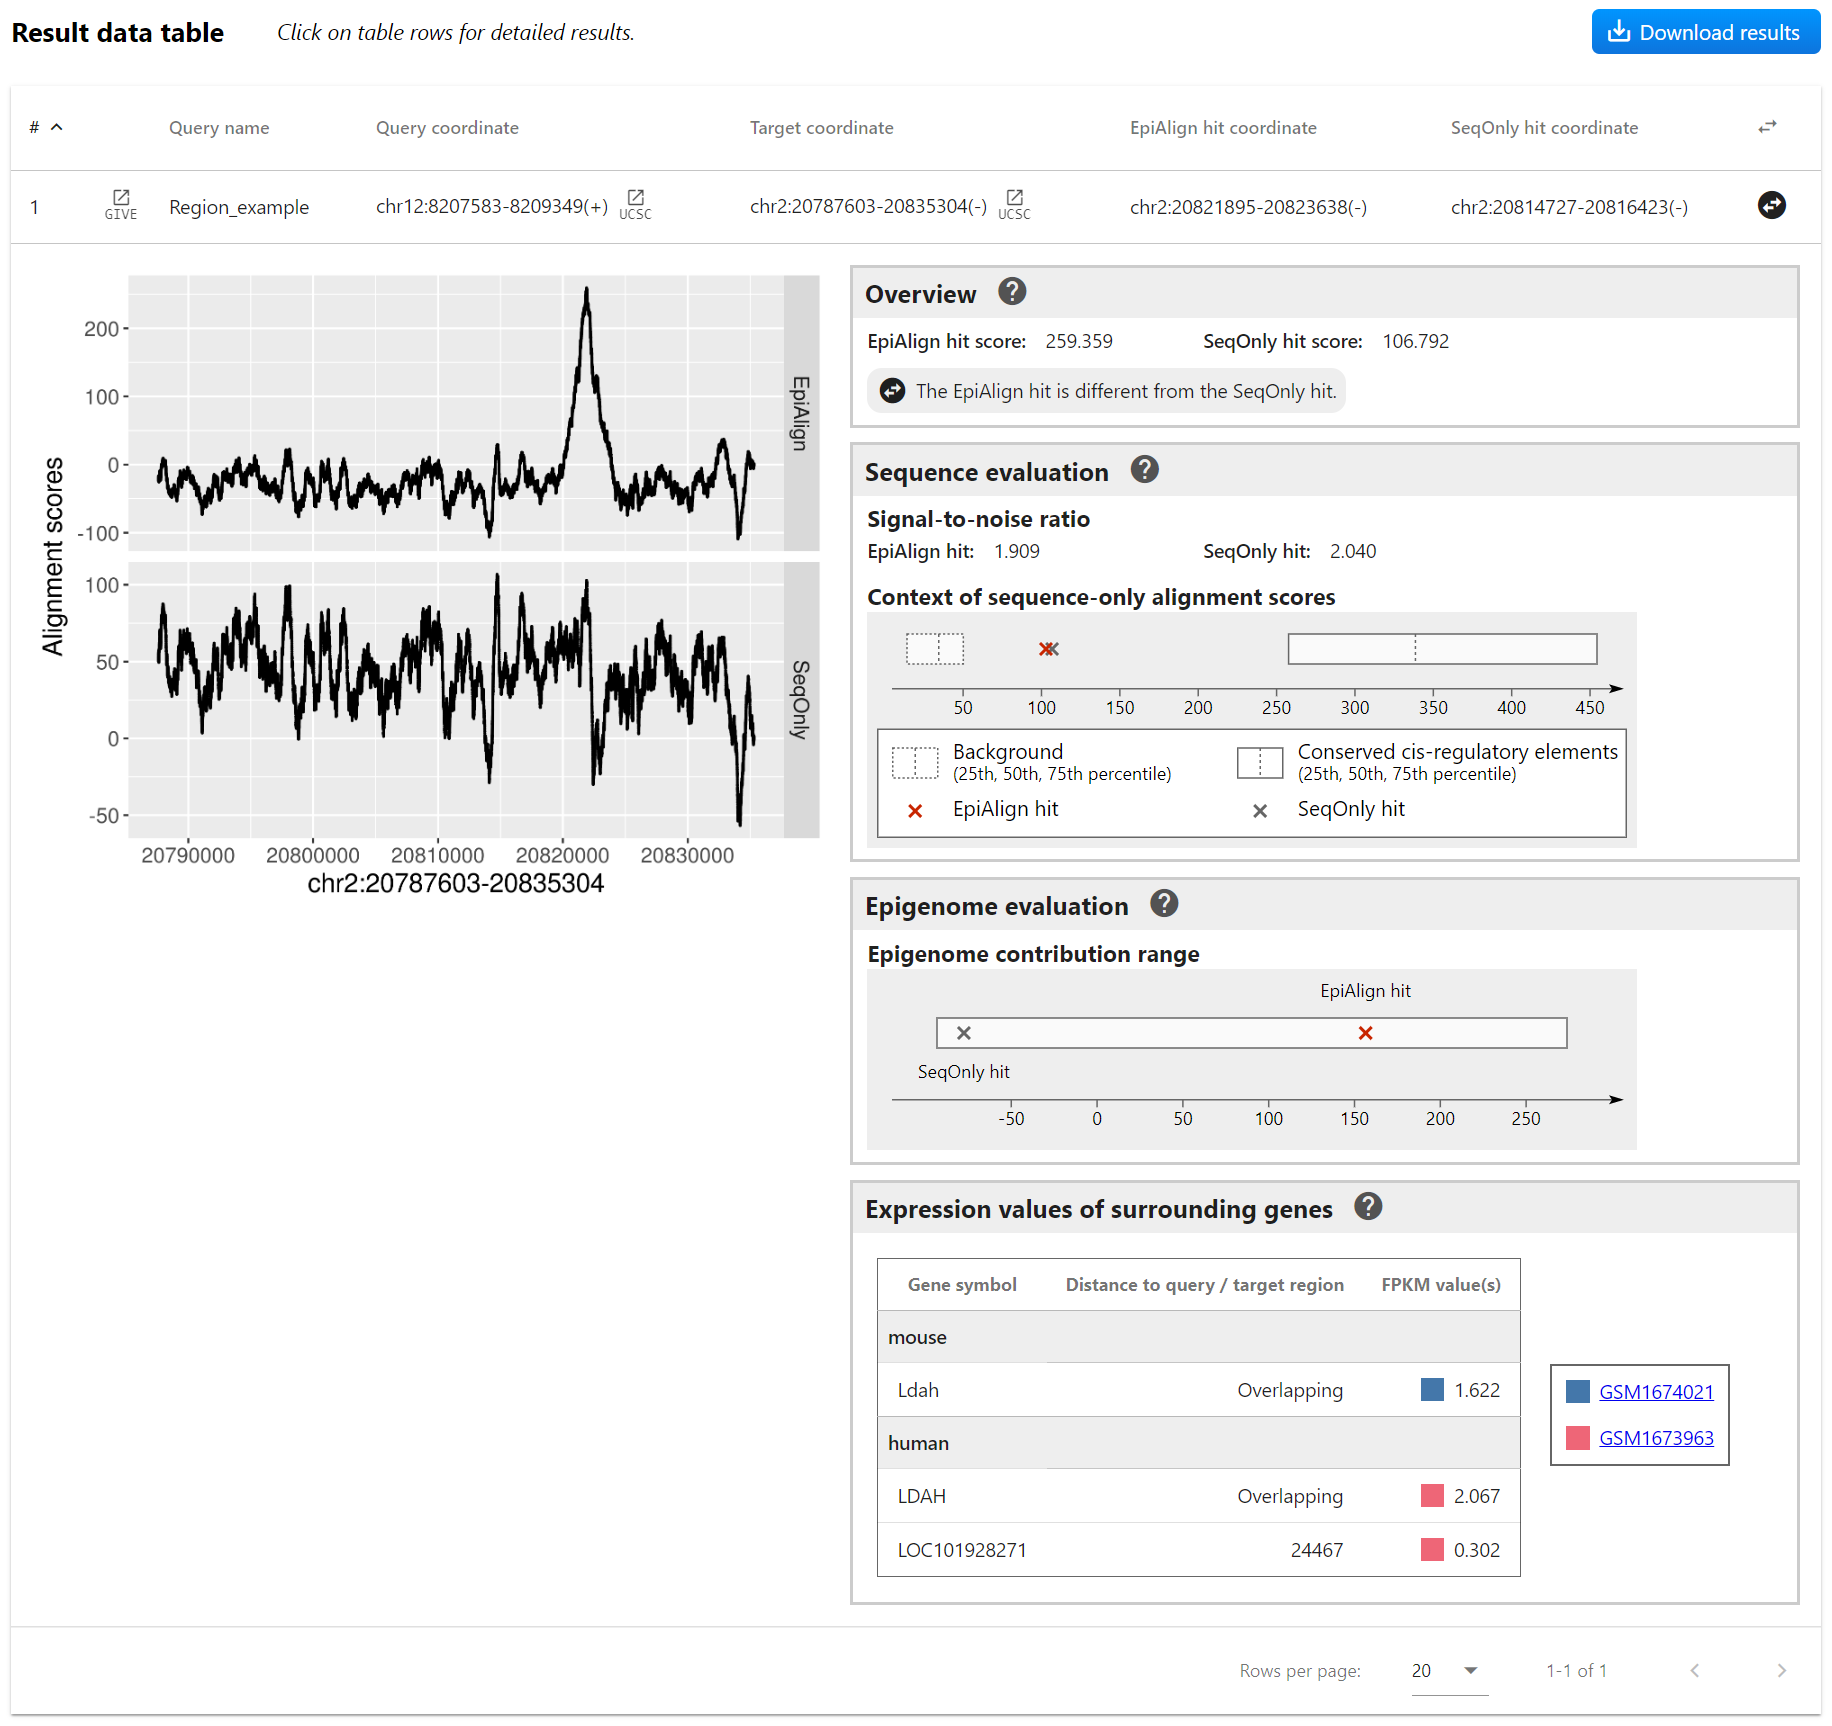 Result data table Click on table rows for detailed results. Download results
# Query name Query coordinate Target coordinate EpiAlign hit coordinate SeqOnly hit coordinate
1 GIVE Region_example chr12:8207583-8209349(+) UCSC chr2:20787603-20835304(-) UCSC chr2:20821895-20823638(-) chr2:20814727-20816423(-)
Alignment scores
200
100
0
-100
EpiAlign
100
50
0
-50
SeqOnly
20790000 20800000 20810000 20820000 20830000
chr2:20787603-20835304
Overview ?
EpiAlign hit score: 259.359 SeqOnly hit score: 106.792
The EpiAlign hit is different from the SeqOnly hit.
Sequence evaluation ?
Signal-to-noise ratio
EpiAlign hit: 1.909 SeqOnly hit: 2.040
Context of sequence-only alignment scores
50 100 150 200 250 300 350 400 450
Background Conserved cis-regulatory elements
(25th, 50th, 75th percentile) (25th, 50th, 75th percentile)
EpiAlign hit SeqOnly hit
Epigenome evaluation ?
Epigenome contribution range
EpiAlign hit
SeqOnly hit
-50 0 50 100 150 200 250
Expression values of surrounding genes ?
Gene symbol Distance to query / target region FPKM value(s)
mouse
Ldah Overlapping 1.622
human
LDAH Overlapping 2.067
LOC101928271 24467 0.302
GSM1674021
GSM1673963
Rows per page: 20 1-1 of 1